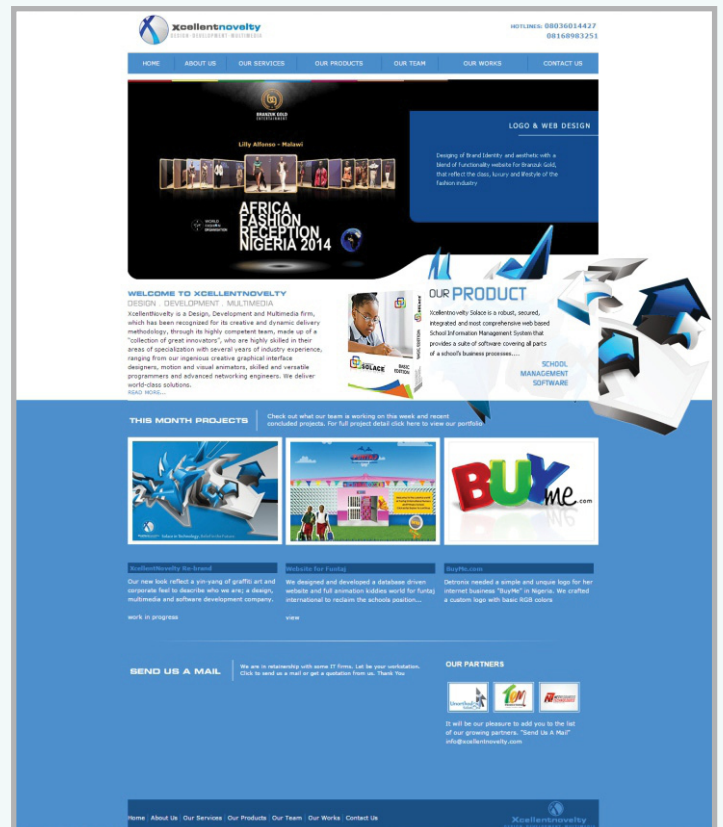 xcellentnovelty
DESIGN · DEVELOPMENT · MULTIMEDIA
HOTLINES: 08036014427
08168983251
HOME ABOUT US OUR SERVICES OUR PRODUCTS OUR TEAM OUR WORKS CONTACT US
BRANZUK GOLD
ENTERTAINMENT
Lilly Alfonso - Malawi
AFRICA
FASHION
RECEPTION
NIGERIA 2014
LOGO & WEB DESIGN
Desiging of Brand Identity and aesthetic with a
blend of functionality website for Branzuk Gold,
that reflect the class, luxury and lifestyle of the
fashion industry
WELCOME TO XCELLENTNOVELTY
DESIGN . DEVELOPMENT . MULTIMEDIA
XcellentNovelty is a Design, Development and Multimedia firm,
which has been recognized for its creative and dynamic delivery
methodology, through its highly competent team, made up of a
"collection of great innovators", who are highly skilled in their
areas of specialization with several years of industry experience,
ranging from our ingenious creative graphical interface
designers, motion and visual animators, skilled and versatile
programmers and advanced networking engineers. We deliver
world-class solutions.
READ MORE...
SOLACE
BASIC
EDITION
OUR PRODUCT
Xcellentnovelty Solace is a robust, secured,
integrated and most comprehensive web based
School Information Management System that
provides a suite of software covering all parts
of a school's business processes....
SCHOOL
MANAGEMENT
SOFTWARE
THIS MONTH PROJECTS
Check out what our team is working on this week and recent
concluded projects. For full project detail click here to view our portfolio
BUYme.com
XcellentNovelty Re-brand
Our new look reflect a yin-yang of graffiti art and
corporate feel to describe who we are; a design,
multimedia and software development company.
work in progress
Website for Funtaj
We designed and developed a database driven
website and full animation kiddies world for funtaj
international to reclaim the schools position...
view
BuyMe.com
Detronix needed a simple and unquie logo for her
internet business "BuyMe" in Nigeria. We crafted
a custom logo with basic RGB colors
SEND US A MAIL
We are in retainership with some IT firms. Let be your workstation.
Click to send us a mail or get a quotation from us. Thank You
OUR PARTNERS
It will be our pleasure to add you to the list
of our growing partners. "Send Us A Mail"
info@xcellentnovelty.com
Home About Us Our Services Our Products Our Team Our Works Contact Us
Xcellentnovelty